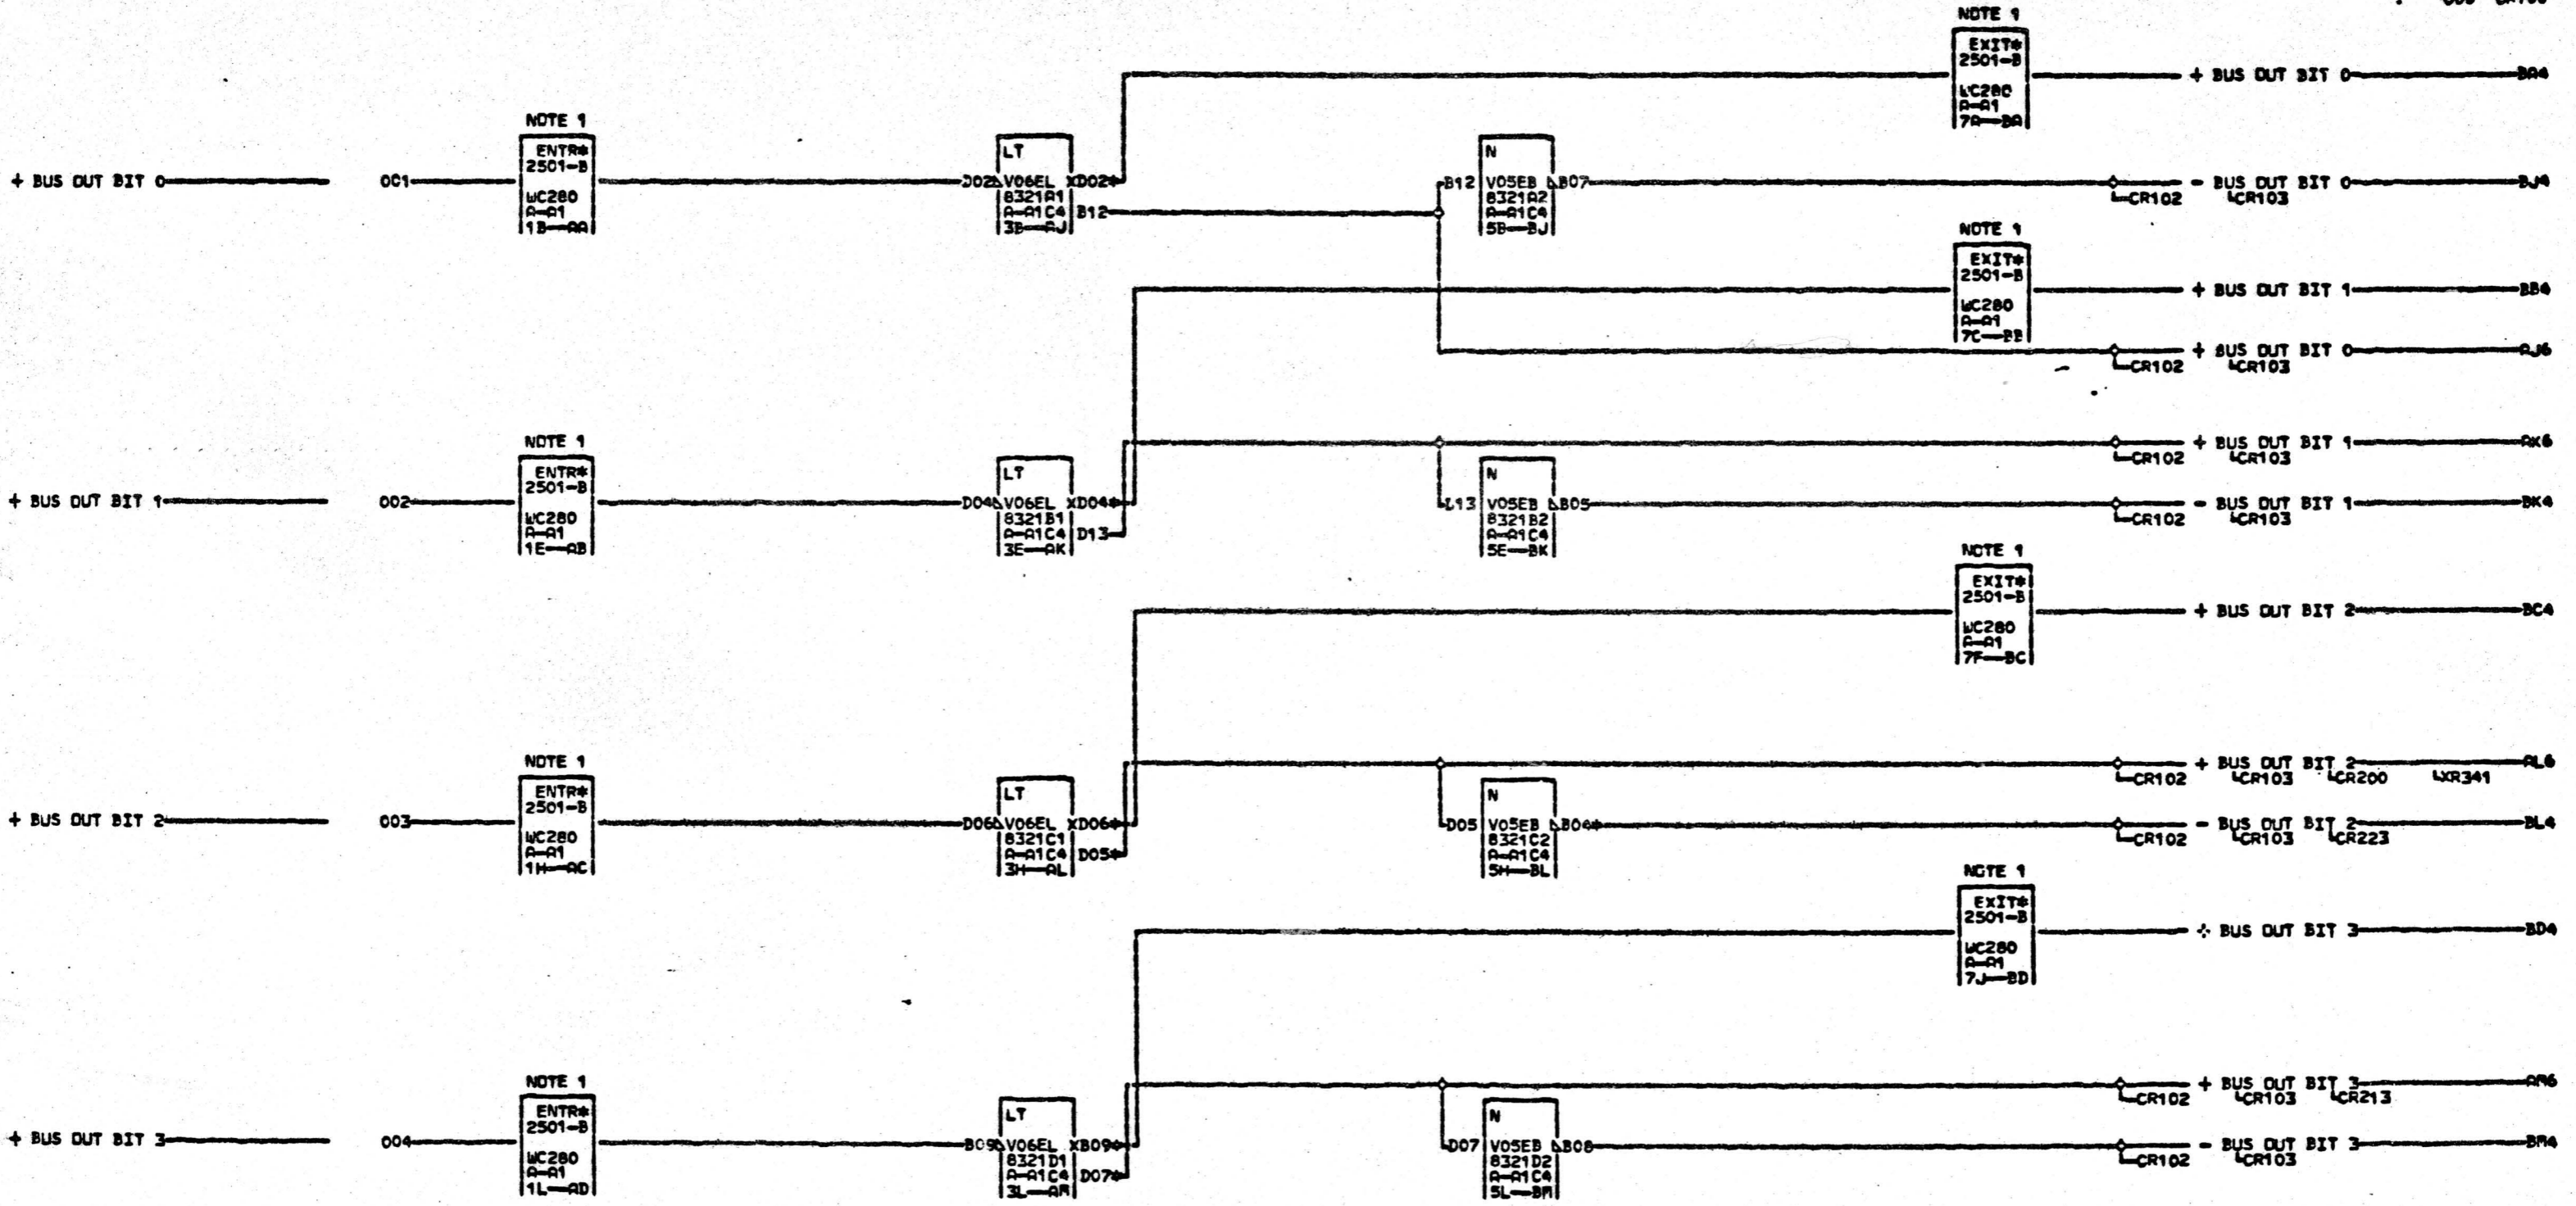 NOTE 1
EXIT*
2501-B
WC280
A-A1
7A—BA
+ BUS OUT BIT 0 BA4
NOTE 1
ENTR*
2501-B
WC280
A-A1
1B—AA
+ BUS OUT BIT 0 001
LT
D02 V06EL XD02*
8321A1
A-A1C4 B12
3B—AJ
N
B12 V05EB B07
8321A2
A-A1C4
5B—BJ
- BUS OUT BIT 0 BJ4
CR102 CR103
NOTE 1
EXIT*
2501-B
WC280
A-A1
7C—BB
+ BUS OUT BIT 1 BB4
+ BUS OUT BIT 0 AJ6
CR102 CR103
NOTE 1
ENTR*
2501-B
WC280
A-A1
1E—AB
+ BUS OUT BIT 1 002
LT
D04 V06EL XD04*
8321B1
A-A1C4 D13
3E—AK
+ BUS OUT BIT 1 AK6
CR102 CR103
N
V05EB B05
8321B2
A-A1C4
5E—BK
- BUS OUT BIT 1 BK4
CR102 CR103
NOTE 1
EXIT*
2501-B
WC280
A-A1
7F—BC
+ BUS OUT BIT 2 BC4
NOTE 1
ENTR*
2501-B
WC280
A-A1
1H—AC
+ BUS OUT BIT 2 003
LT
D06 V06EL XD06*
8321C1
A-A1C4 D05*
3H—AL
+ BUS OUT BIT 2 AL6
CR102 CR103 CR200 XR341
N
D05 V05EB B04*
8321C2
A-A1C4
5H—BL
- BUS OUT BIT 2 BL4
CR102 CR103 CR223
NOTE 1
EXIT*
2501-B
WC280
A-A1
7J—BD
+ BUS OUT BIT 3 BD4
NOTE 1
ENTR*
2501-B
WC280
A-A1
1L—AD
+ BUS OUT BIT 3 004
LT
B09 V06EL XB09*
8321D1
A-A1C4 D07*
3L—AM
+ BUS OUT BIT 3 AM6
CR102 CR103 CR213
N
D07 V05EB B08
8321D2
A-A1C4
5L—BM
- BUS OUT BIT 3 BM4
CR102 CR103